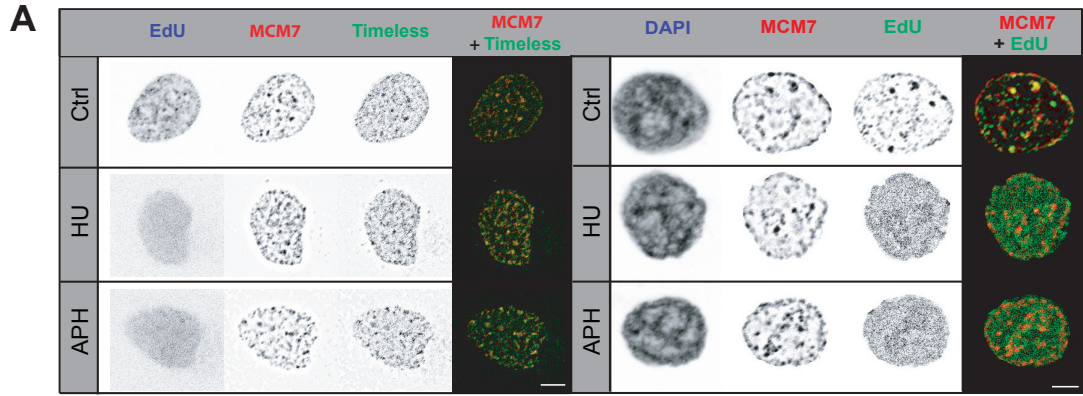 A
EdU MCM7 Timeless MCM7 + Timeless DAPI MCM7 EdU MCM7 + EdU
Ctrl Ctrl
HU HU
APH APH